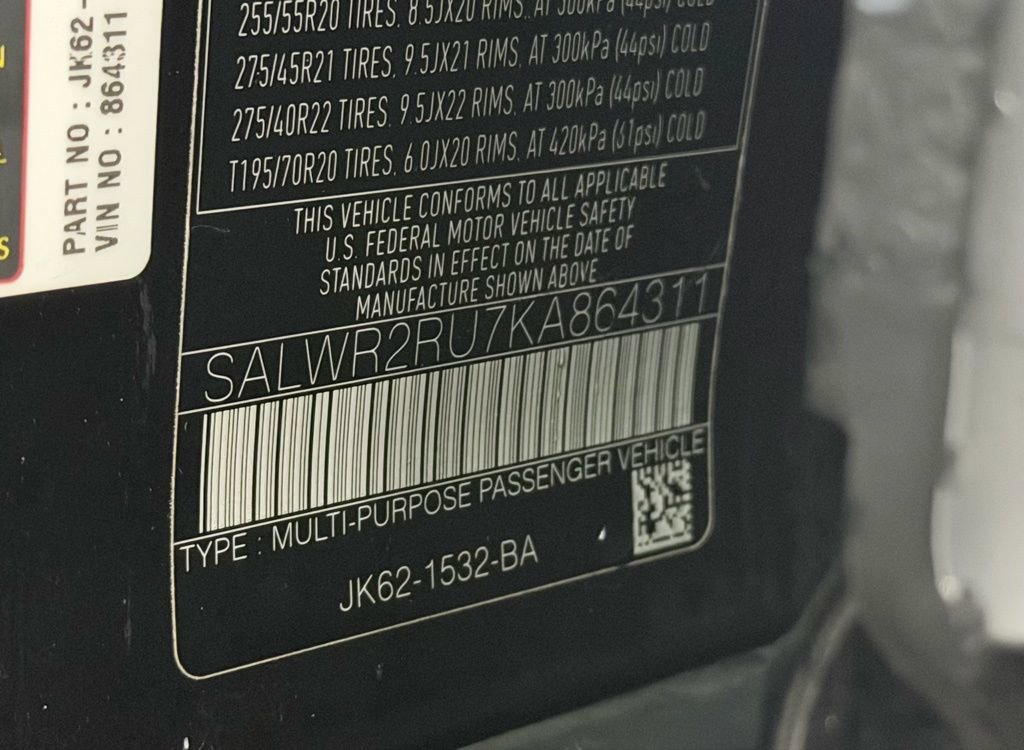 PART NO : JK62-
VIN NO : 864311
255/55R20 TIRES, 8.5JX20 RIMS, AT 300kPa (44psi) COLD
275/45R21 TIRES, 9.5JX21 RIMS, AT 300kPa (44psi) COLD
275/40R22 TIRES, 9.5JX22 RIMS, AT 300kPa (44psi) COLD
T195/70R20 TIRES, 6.0JX20 RIMS, AT 420kPa (61psi) COLD
THIS VEHICLE CONFORMS TO ALL APPLICABLE
U.S. FEDERAL MOTOR VEHICLE SAFETY
STANDARDS IN EFFECT ON THE DATE OF
MANUFACTURE SHOWN ABOVE
SALWR2RU7KA864311
TYPE : MULTI-PURPOSE PASSENGER VEHICLE
JK62-1532-BA